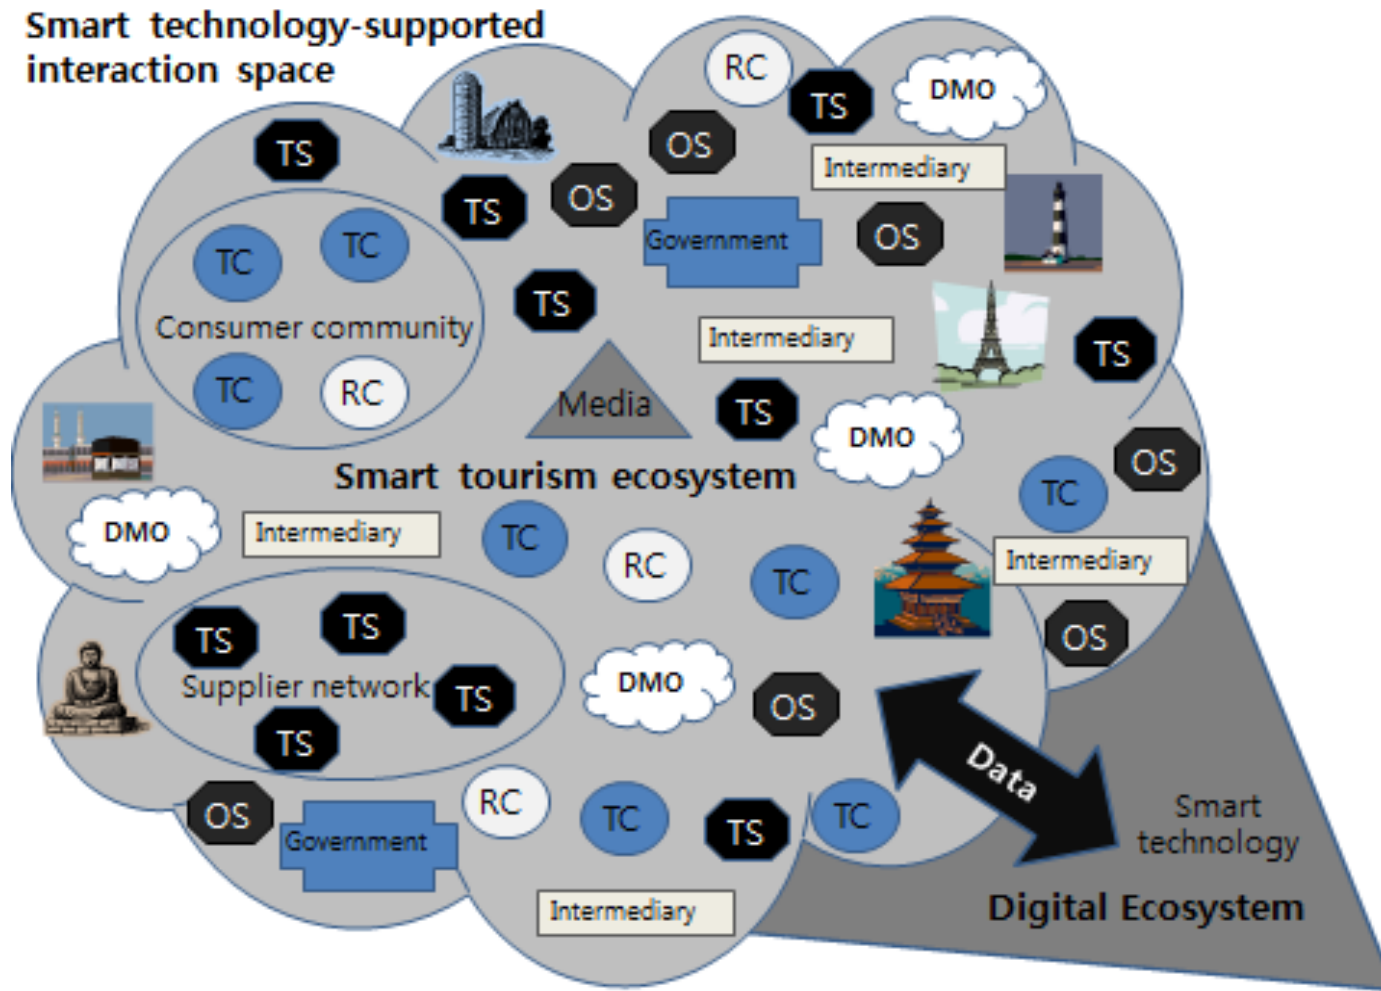 Smart technology-supported
interaction space
RC
TS
DMO
OS
TS
Intermediary
OS
TS
TC
TC
Government
OS
TS
Consumer community
Intermediary
TS
TC
RC
Media
TS
DMO
OS
Smart tourism ecosystem
TC
DMO
Intermediary
TC
RC
TC
Intermediary
TS
TS
OS
Supplier network
TS
DMO
OS
TS
Data
OS
Government
RC
TC
TS
TC
Smart
technology
Intermediary
Digital Ecosystem